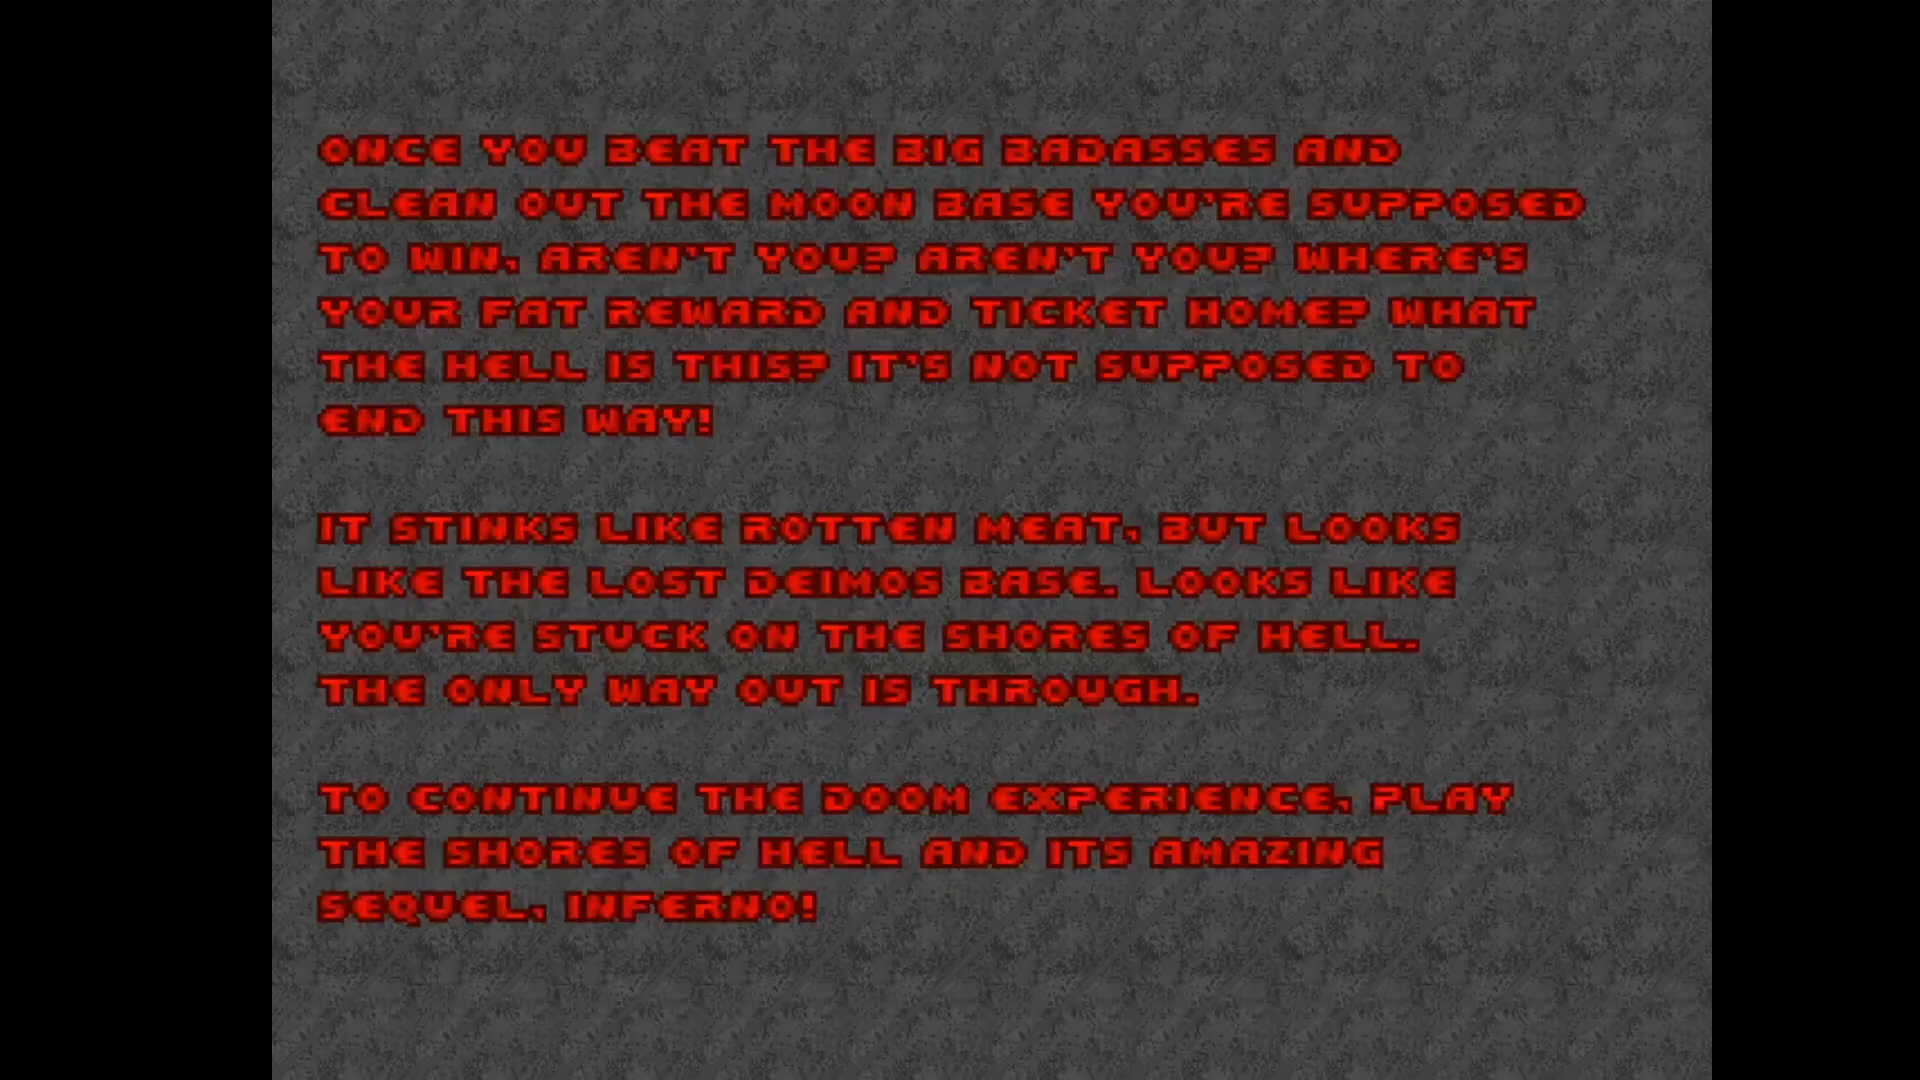 ONCE YOU BEAT THE BIG BADASSES AND
CLEAN OUT THE MOON BASE YOU'RE SUPPOSED
TO WIN, AREN'T YOU? AREN'T YOU? WHERE'S
YOUR FAT REWARD AND TICKET HOME? WHAT
THE HELL IS THIS? IT'S NOT SUPPOSED TO
END THIS WAY!
IT STINKS LIKE ROTTEN MEAT, BUT LOOKS
LIKE THE LOST DEIMOS BASE. LOOKS LIKE
YOU'RE STUCK ON THE SHORES OF HELL.
THE ONLY WAY OUT IS THROUGH.
TO CONTINUE THE DOOM EXPERIENCE, PLAY
THE SHORES OF HELL AND ITS AMAZING
SEQUEL, INFERNO!